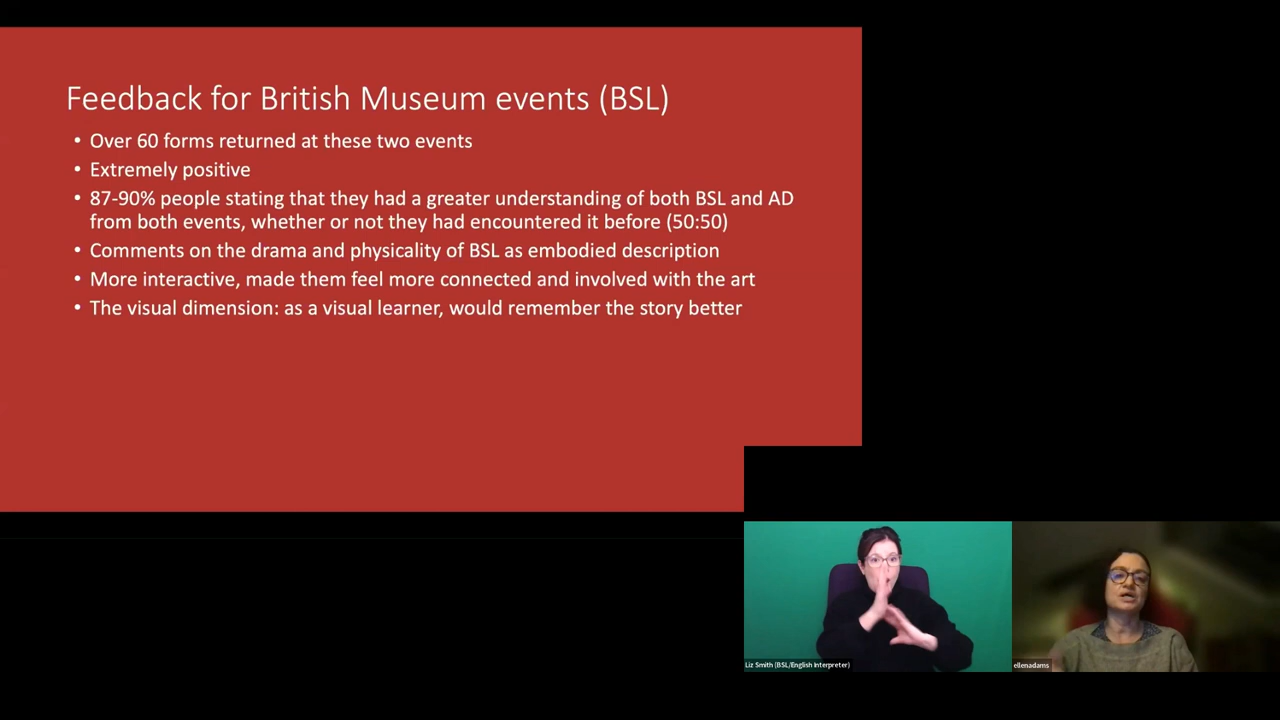 Feedback for British Museum events (BSL)
• Over 60 forms returned at these two events
• Extremely positive
• 87-90% people stating that they had a greater understanding of both BSL and AD
from both events, whether or not they had encountered it before (50:50)
• Comments on the drama and physicality of BSL as embodied description
• More interactive, made them feel more connected and involved with the art
• The visual dimension: as a visual learner, would remember the story better
Liz Smith (BSL/English Interpreter)
ellenadams